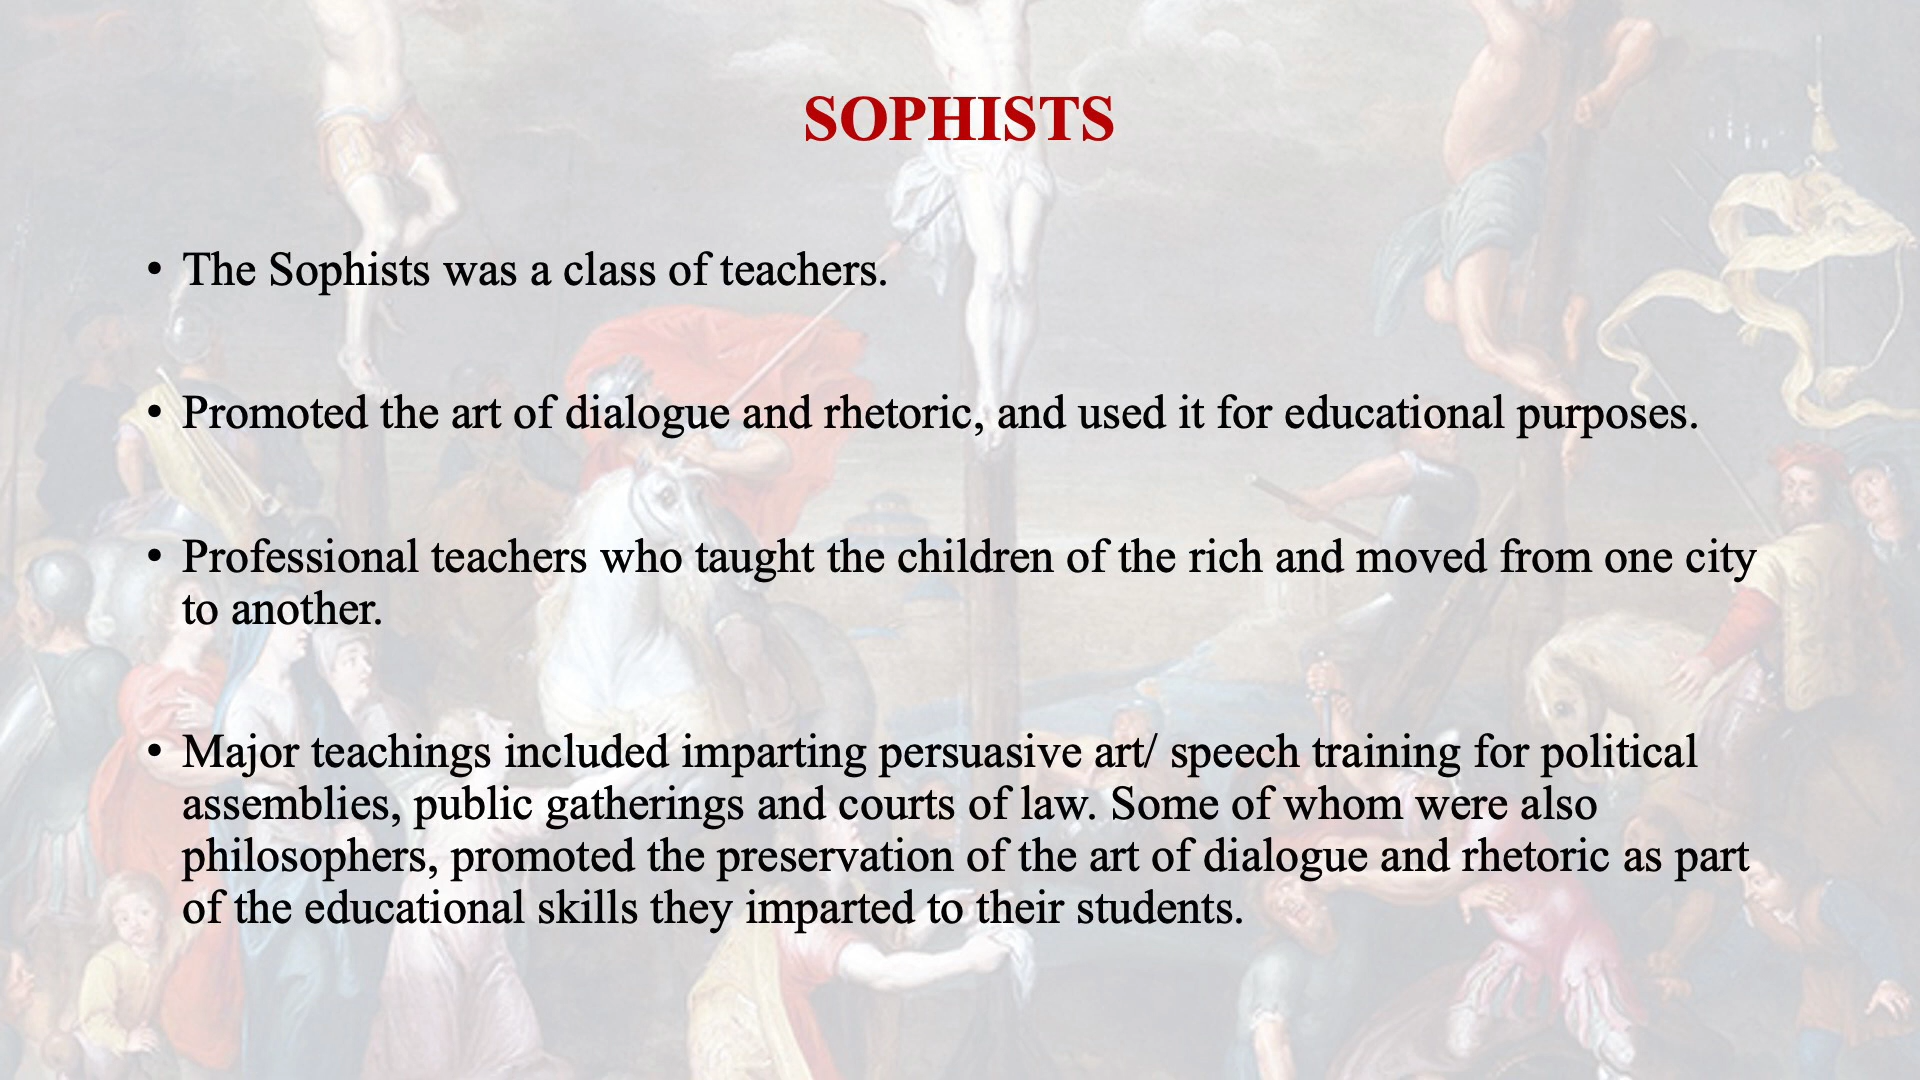 SOPHISTS
• The Sophists was a class of teachers.
• Promoted the art of dialogue and rhetoric, and used it for educational purposes.
• Professional teachers who taught the children of the rich and moved from one city
to another.
• Major teachings included imparting persuasive art/ speech training for political
assemblies, public gatherings and courts of law. Some of whom were also
philosophers, promoted the preservation of the art of dialogue and rhetoric as part
of the educational skills they imparted to their students.